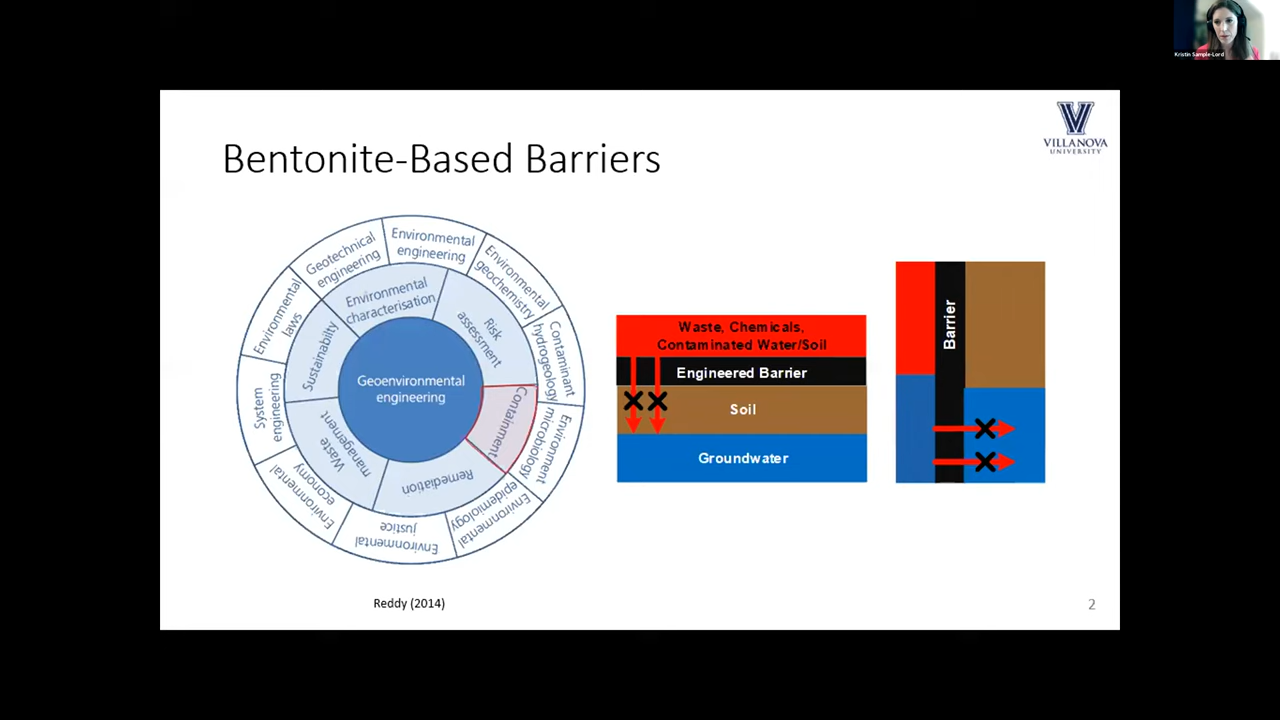 Kristin Sample-Lord
VILLANOVA
UNIVERSITY
Bentonite-Based Barriers
Geotechnical
engineering
Environmental
engineering
Environmental
geochemistry
Contaminant
hydrogeology
Environment
microbiology
Environmental
epidemiology
Environmental
justice
Environmental
economy
System
engineering
Environmental
laws
Environmental
characterisation
Risk
assessment
Containment
Remediation
Waste
management
Sustainability
Geoenvironmental
engineering
Reddy (2014)
Waste, Chemicals,
Contaminated Water/Soil
Engineered Barrier
Soil
Groundwater
Barrier
2